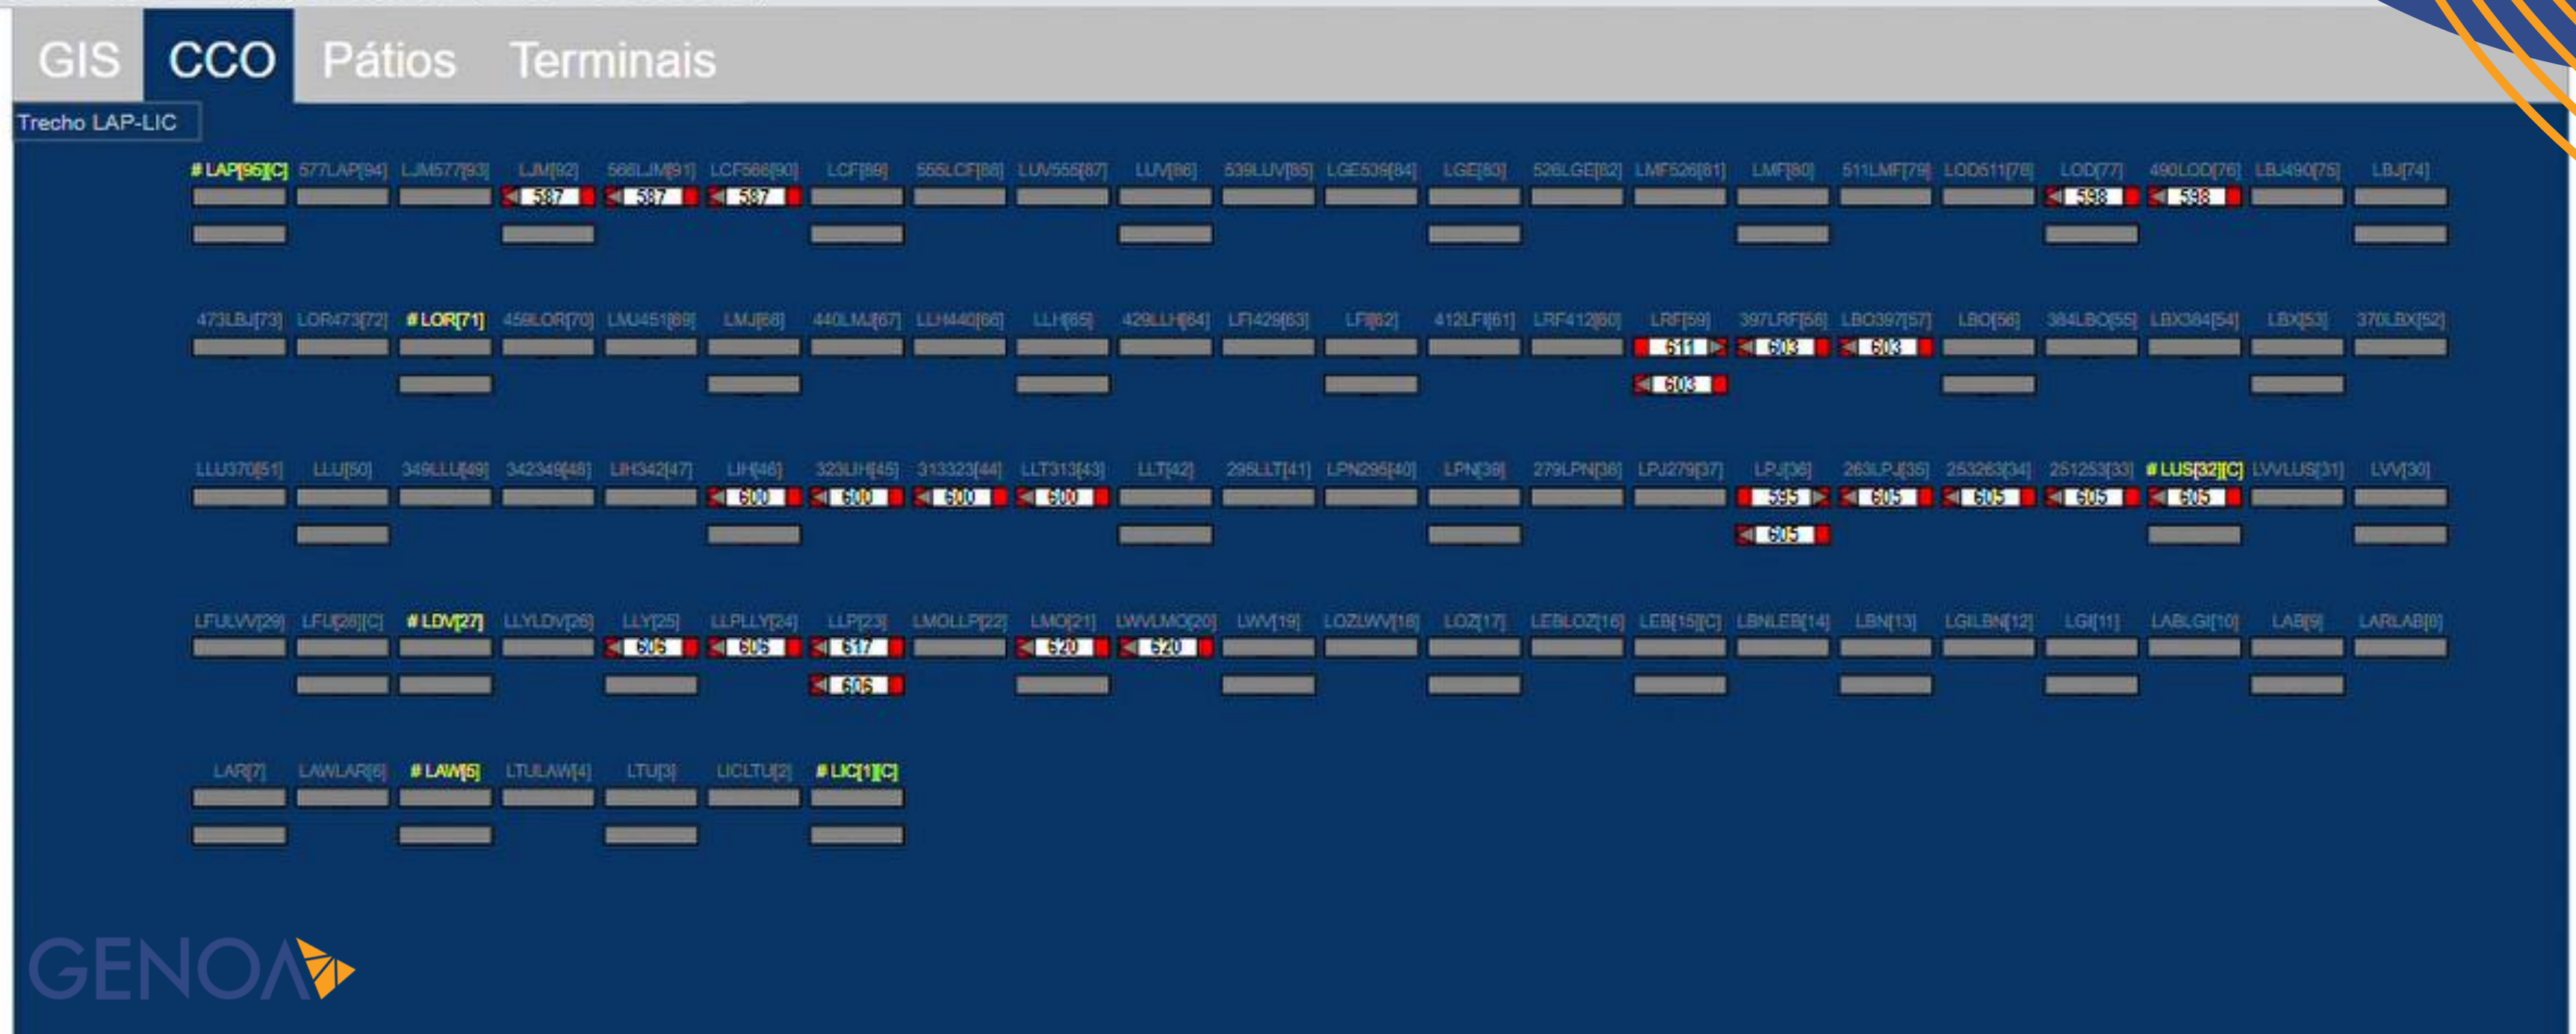 GIS CCO Pátios Terminais
Trecho LAP-LIC
# LAP[95][C] 577LAP[94] LJM577[93] LJM[92] 566LJM[91] LCF566[90] LCF[89] 555LCF[88] LUV555[87] LUV[86] 539LUV[85] LGE539[84] LGE[83] 526LGE[82] LMF526[81] LMF[80] 511LMF[79] LOD511[78] LOD[77] 490LOD[76] LBJ490[75] LBJ[74]
587 587 587 598 598
473LBJ[73] LOR473[72] # LOR[71] 459LOR[70] LMJ451[69] LMJ[68] 440LMJ[67] LLH440[66] LLH[65] 429LLH[64] LFI429[63] LFI[62] 412LFI[61] LRF412[60] LRF[59] 397LRF[58] LBO397[57] LBO[56] 384LBO[55] LBX384[54] LBX[53] 370LBX[52]
611 603 603
603
LLU370[51] LLU[50] 349LLU[49] 342349[48] LIH342[47] LIH[46] 323LIH[45] 313323[44] LLT313[43] LLT[42] 295LLT[41] LPN295[40] LPN[39] 279LPN[38] LPJ279[37] LPJ[36] 263LPJ[35] 253263[34] 251253[33] # LUS[32][C] LVVLUS[31] LVV[30]
600 600 600 600 595 605 605 605 605
605
LFULVV[29] LFU[28][C] # LDV[27] LLYLDV[26] LLY[25] LLPLLY[24] LLP[23] LMOLLP[22] LMO[21] LWVLMO[20] LWV[19] LOZLWV[18] LOZ[17] LEBLOZ[16] LEB[15][C] LBNLEB[14] LBN[13] LGILBN[12] LGI[11] LABLGI[10] LAB[9] LARLAB[8]
606 606 617 620 620
606
LAR[7] LAWLAR[6] # LAW[5] LTULAW[4] LTU[3] LICLTU[2] # LIC[1][C]
GENOA